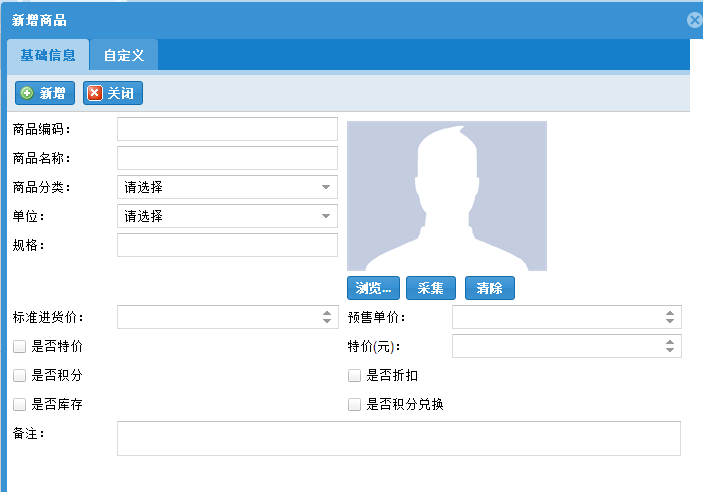 新增商品
基础信息 自定义
新增 关闭
商品编码：
商品名称：
商品分类： 请选择
单位： 请选择
规格：
浏览... 采集 清除
标准进货价： 预售单价：
是否特价 特价(元)：
是否积分 是否折扣
是否库存 是否积分兑换
备注：